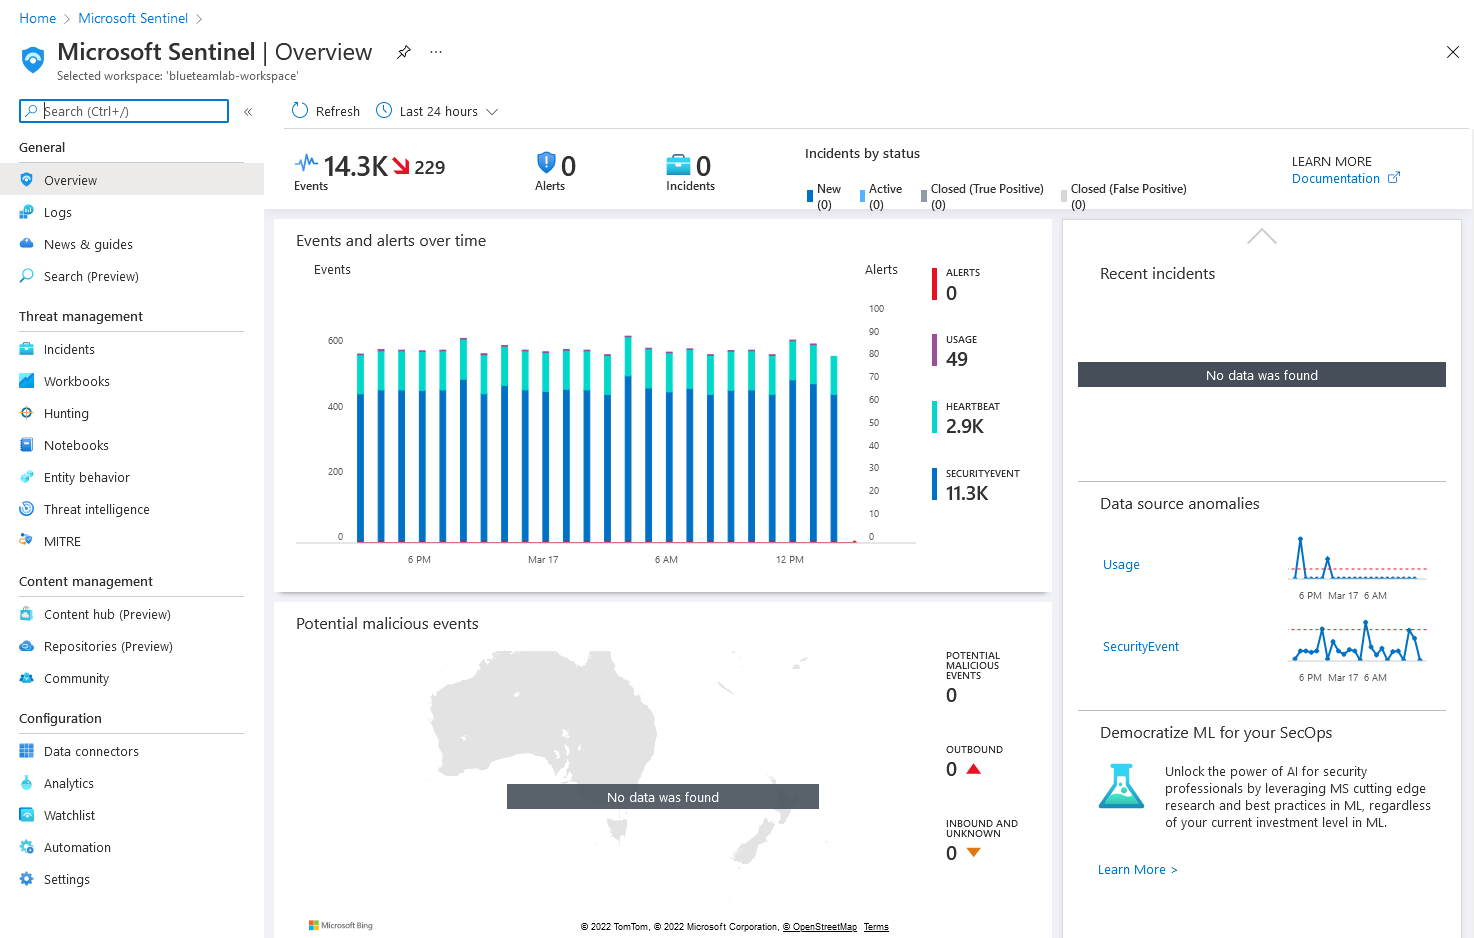 Home > Microsoft Sentinel >
Microsoft Sentinel | Overview
Selected workspace: 'blueteamlab-workspace'
Search (Ctrl+/)
«
General
Overview
Logs
News & guides
Search (Preview)
Threat management
Incidents
Workbooks
Hunting
Notebooks
Entity behavior
Threat intelligence
MITRE
Content management
Content hub (Preview)
Repositories (Preview)
Community
Configuration
Data connectors
Analytics
Watchlist
Automation
Settings
Refresh
Last 24 hours
14.3K 229
Events
0
Alerts
0
Incidents
Incidents by status
New (0)
Active (0)
Closed (True Positive) (0)
Closed (False Positive) (0)
LEARN MORE
Documentation
Events and alerts over time
Events
Alerts
600
400
200
0
100
90
80
70
60
50
40
30
20
10
0
6 PM
Mar 17
6 AM
12 PM
ALERTS
0
USAGE
49
HEARTBEAT
2.9K
SECURITYEVENT
11.3K
Potential malicious events
No data was found
POTENTIAL
MALICIOUS
EVENTS
0
OUTBOUND
0
INBOUND AND
UNKNOWN
0
Microsoft Bing
© 2022 TomTom, © 2022 Microsoft Corporation, © OpenStreetMap Terms
Recent incidents
No data was found
Data source anomalies
Usage
6 PM Mar 17 6 AM
SecurityEvent
6 PM Mar 17 6 AM
Democratize ML for your SecOps
Unlock the power of AI for security
professionals by leveraging MS cutting edge
research and best practices in ML, regardless
of your current investment level in ML.
Learn More >